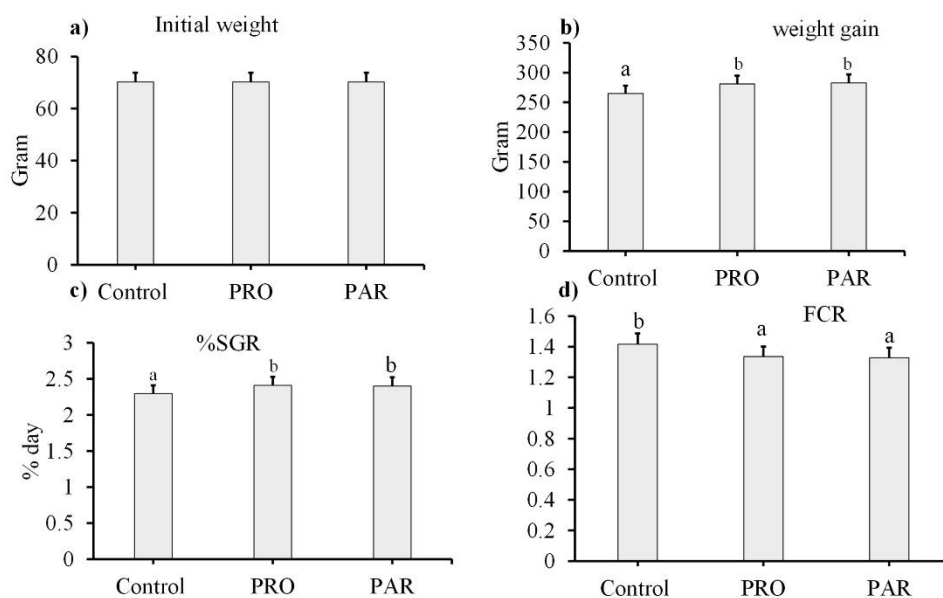 a) Initial weight
Gram
80
60
40
20
0
Control PRO PAR
b) weight gain
Gram
350
300
250
200
150
100
50
0
a b b
Control PRO PAR
c) %SGR
% day
3
2.5
2
1.5
1
0.5
0
a b b
Control PRO PAR
d) FCR
1.6
1.4
1.2
1
0.8
0.6
0.4
0.2
0
b a a
Control PRO PAR